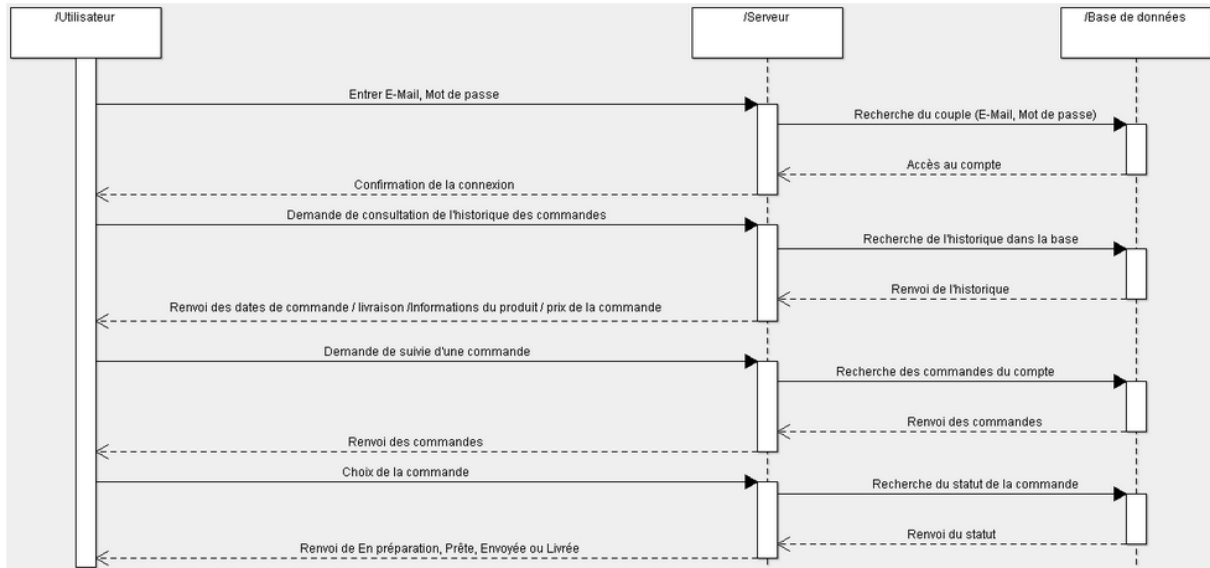 /Utilisateur
/Serveur
/Base de données
Entrer E-Mail, Mot de passe
Recherche du couple (E-Mail, Mot de passe)
Accès au compte
Confirmation de la connexion
Demande de consultation de l'historique des commandes
Recherche de l'historique dans la base
Renvoi de l'historique
Renvoi des dates de commande / livraison /Informations du produit / prix de la commande
Demande de suivie d'une commande
Recherche des commandes du compte
Renvoi des commandes
Renvoi des commandes
Choix de la commande
Recherche du statut de la commande
Renvoi du statut
Renvoi de En préparation, Prête, Envoyée ou Livrée